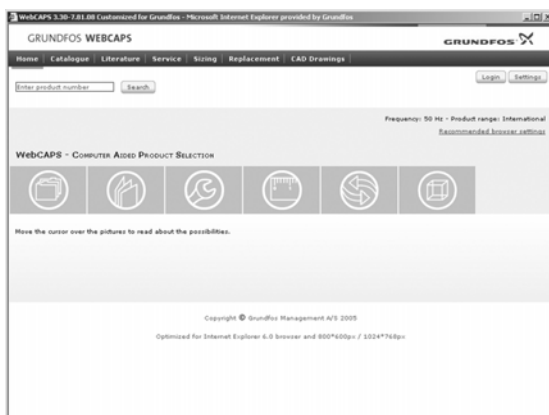 WebCAPS 3.30-7.01.00 Customized for Grundfos - Microsoft Internet Explorer provided by Grundfos
GRUNDFOS WEBCAPS
GRUNDFOS
Home Catalogue Literature Service Sizing Replacement CAD Drawings
Login Settings
Enter product number Search
Frequency: 50 Hz - Product range: International
Recommended browser settings
WebCAPS - Computer Aided Product Selection
Move the cursor over the pictures to read about the possibilities.
Copyright © Grundfos Management A/S 2005
Optimized for Internet Explorer 6.0 browser and 800*600px / 1024*768px